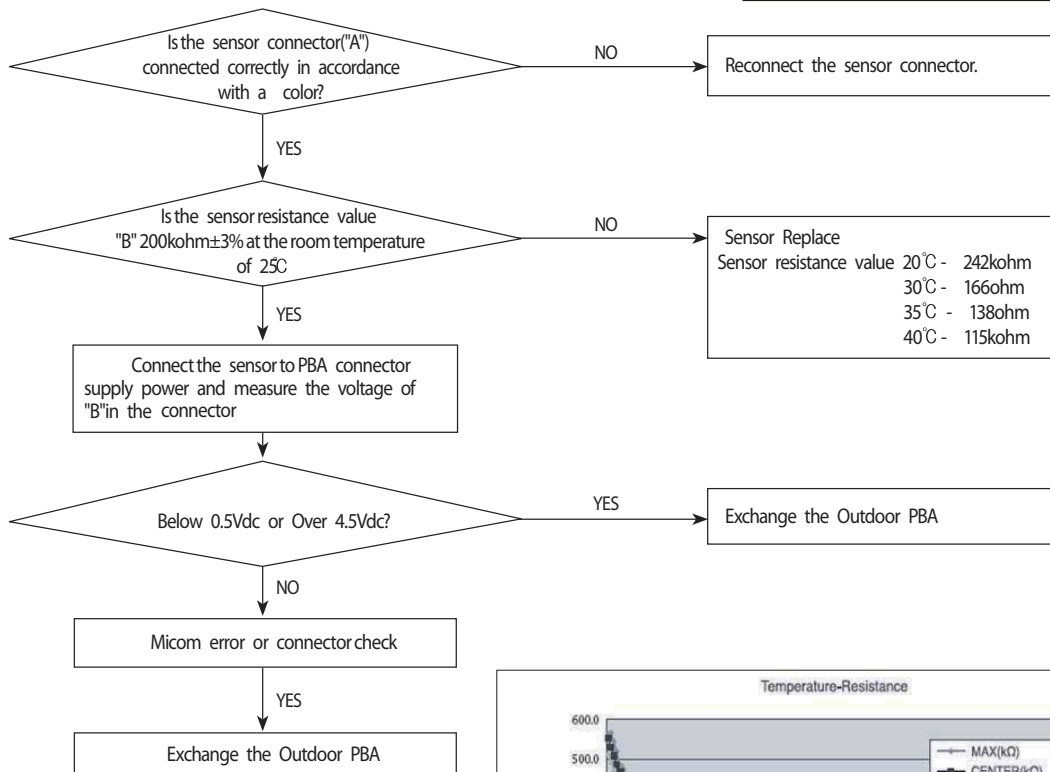 Is the sensor connector("A")
connected correctly in accordance
with a color?
NO
Reconnect the sensor connector.
YES
Is the sensor resistance value
"B" 200kohm±3% at the room temperature
of 25℃
NO
Sensor Replace
Sensor resistance value 20℃ - 242kohm
30℃ - 166ohm
35℃ - 138ohm
40℃ - 115kohm
YES
Connect the sensor to PBA connector
supply power and measure the voltage of
"B"in the connector
Below 0.5Vdc or Over 4.5Vdc?
YES
Exchange the Outdoor PBA
NO
Micom error or connector check
YES
Exchange the Outdoor PBA
Temperature-Resistance
600.0
500.0
MAX(kΩ)
CENTER(kΩ)